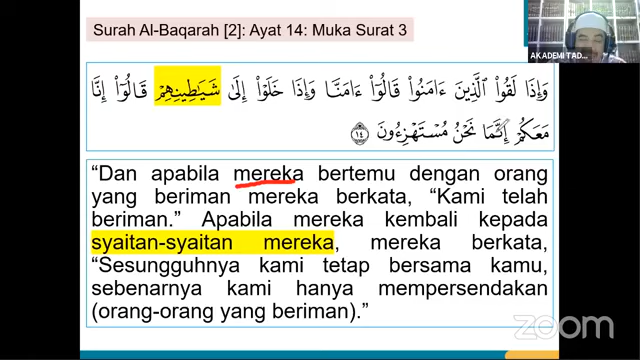 Surah Al-Baqarah [2]: Ayat 14: Muka Surat 3
AKADEMI TAD...
وَإِذَا لَقُوا۟ ٱلَّذِينَ ءَامَنُوا۟ قَالُوٓا۟ ءَامَنَّا وَإِذَا خَلَوْا۟ إِلَىٰ شَيَـٰطِينِهِمْ قَالُوٓا۟ إِنَّا
مَعَكُمْ إِنَّمَا نَحْنُ مُسْتَهْزِءُونَ ١٤
“Dan apabila mereka bertemu dengan orang
yang beriman mereka berkata, “Kami telah
beriman.” Apabila mereka kembali kepada
syaitan-syaitan mereka, mereka berkata,
“Sesungguhnya kami tetap bersama kamu,
sebenarnya kami hanya mempersendakan
(orang-orang yang beriman).”
zoom